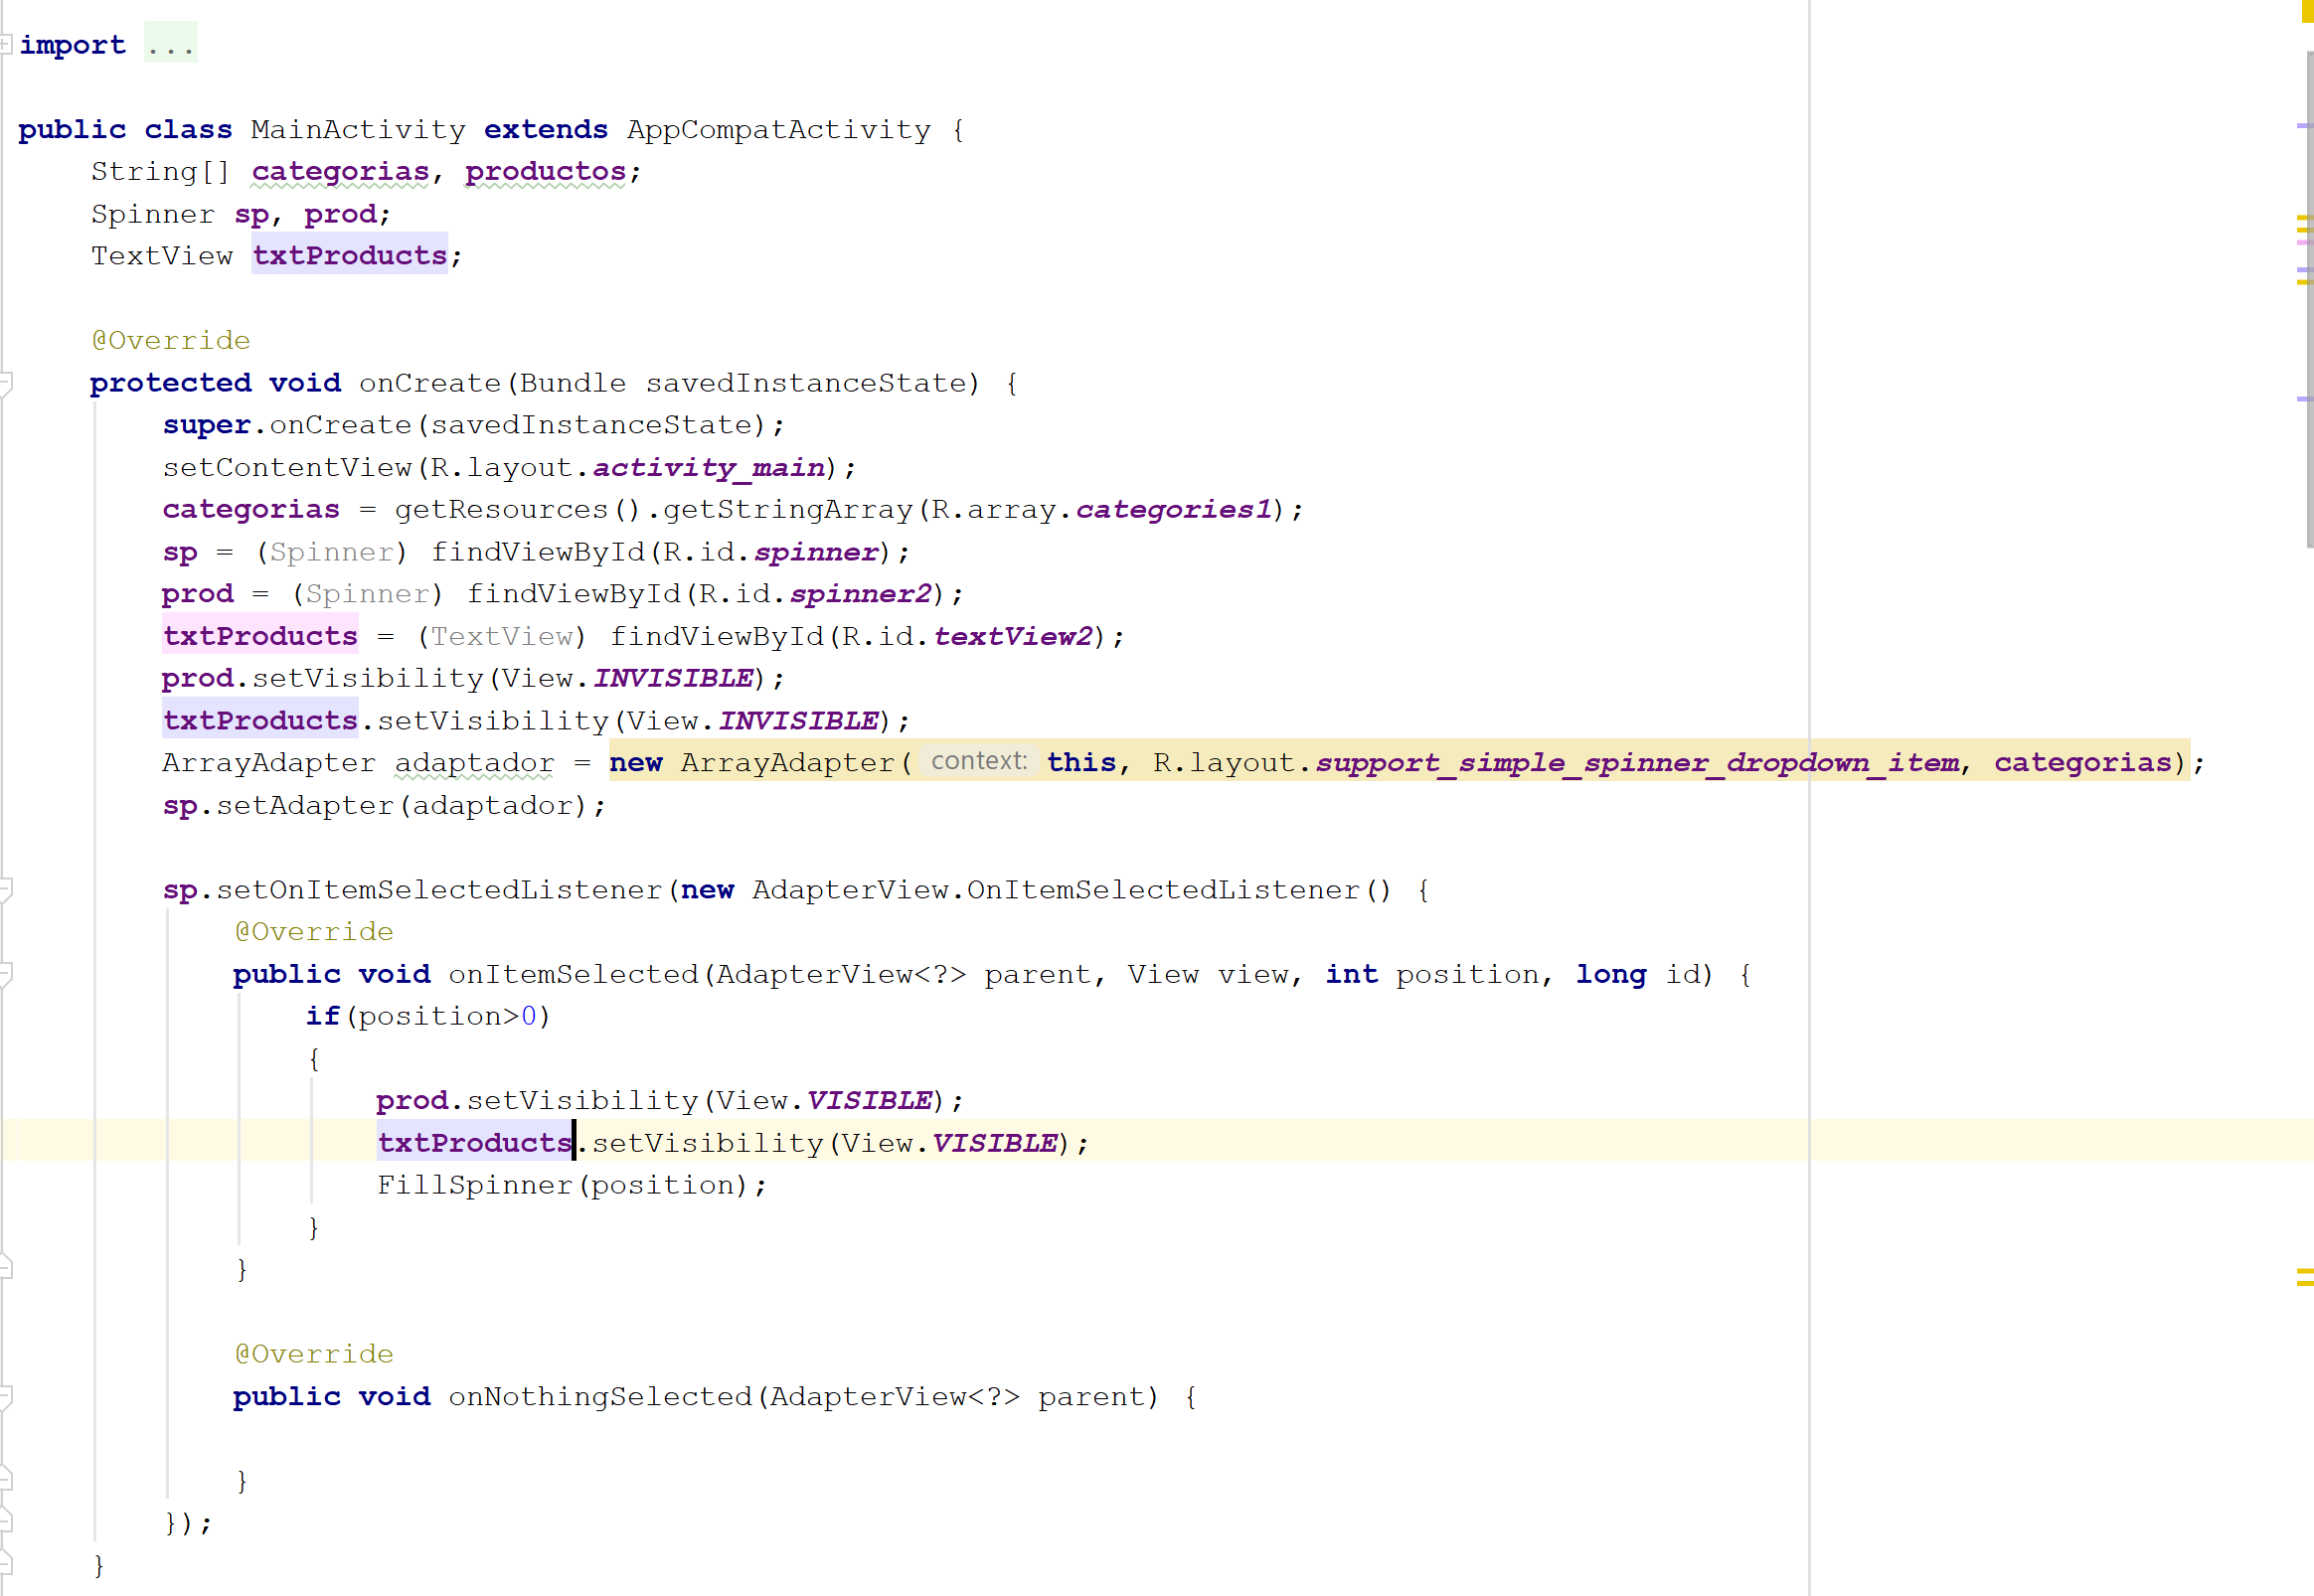 import ...
public class MainActivity extends AppCompatActivity {
    String[] categorias, productos;
    Spinner sp, prod;
    TextView txtProducts;
    @Override
    protected void onCreate(Bundle savedInstanceState) {
        super.onCreate(savedInstanceState);
        setContentView(R.layout.activity_main);
        categorias = getResources().getStringArray(R.array.categories1);
        sp = (Spinner) findViewById(R.id.spinner);
        prod = (Spinner) findViewById(R.id.spinner2);
        txtProducts = (TextView) findViewById(R.id.textView2);
        prod.setVisibility(View.INVISIBLE);
        txtProducts.setVisibility(View.INVISIBLE);
        ArrayAdapter adaptador = new ArrayAdapter( context: this, R.layout.support_simple_spinner_dropdown_item, categorias);
        sp.setAdapter(adaptador);
        sp.setOnItemSelectedListener(new AdapterView.OnItemSelectedListener() {
            @Override
            public void onItemSelected(AdapterView<?> parent, View view, int position, long id) {
                if(position>0)
                {
                    prod.setVisibility(View.VISIBLE);
                    txtProducts.setVisibility(View.VISIBLE);
                    FillSpinner(position);
                }
            }
            @Override
            public void onNothingSelected(AdapterView<?> parent) {
            }
        });
    }